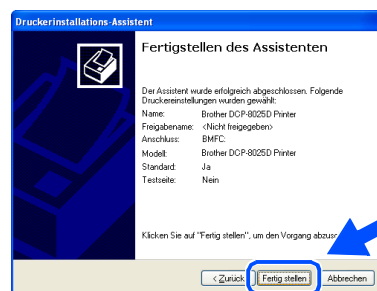 Druckerinstallations-Assistent
Fertigstellen des Assistenten
Der Assistent wurde erfolgreich abgeschlossen. Folgende
Druckereinstellungen wurden gewählt:
Name: Brother DCP-8025D Printer
Freigabename: <Nicht freigegeben>
Anschluss: BMFC:
Modell: Brother DCP-8025D Printer
Standard: Ja
Testseite: Nein
Klicken Sie auf "Fertig stellen", um den Vorgang
< Zurück Fertig stellen Abbrechen